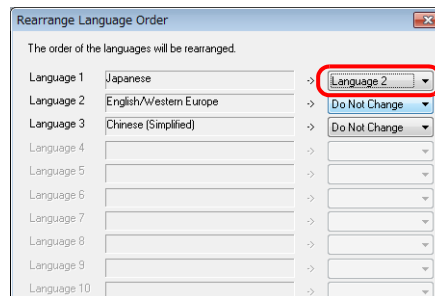 Rearrange Language Order
The order of the languages will be rearranged.
Language 1 Japanese -> Language 2
Language 2 English/Western Europe -> Do Not Change
Language 3 Chinese (Simplified) -> Do Not Change
Language 4 ->
Language 5 ->
Language 6 ->
Language 7 ->
Language 8 ->
Language 9 ->
Language 10 ->